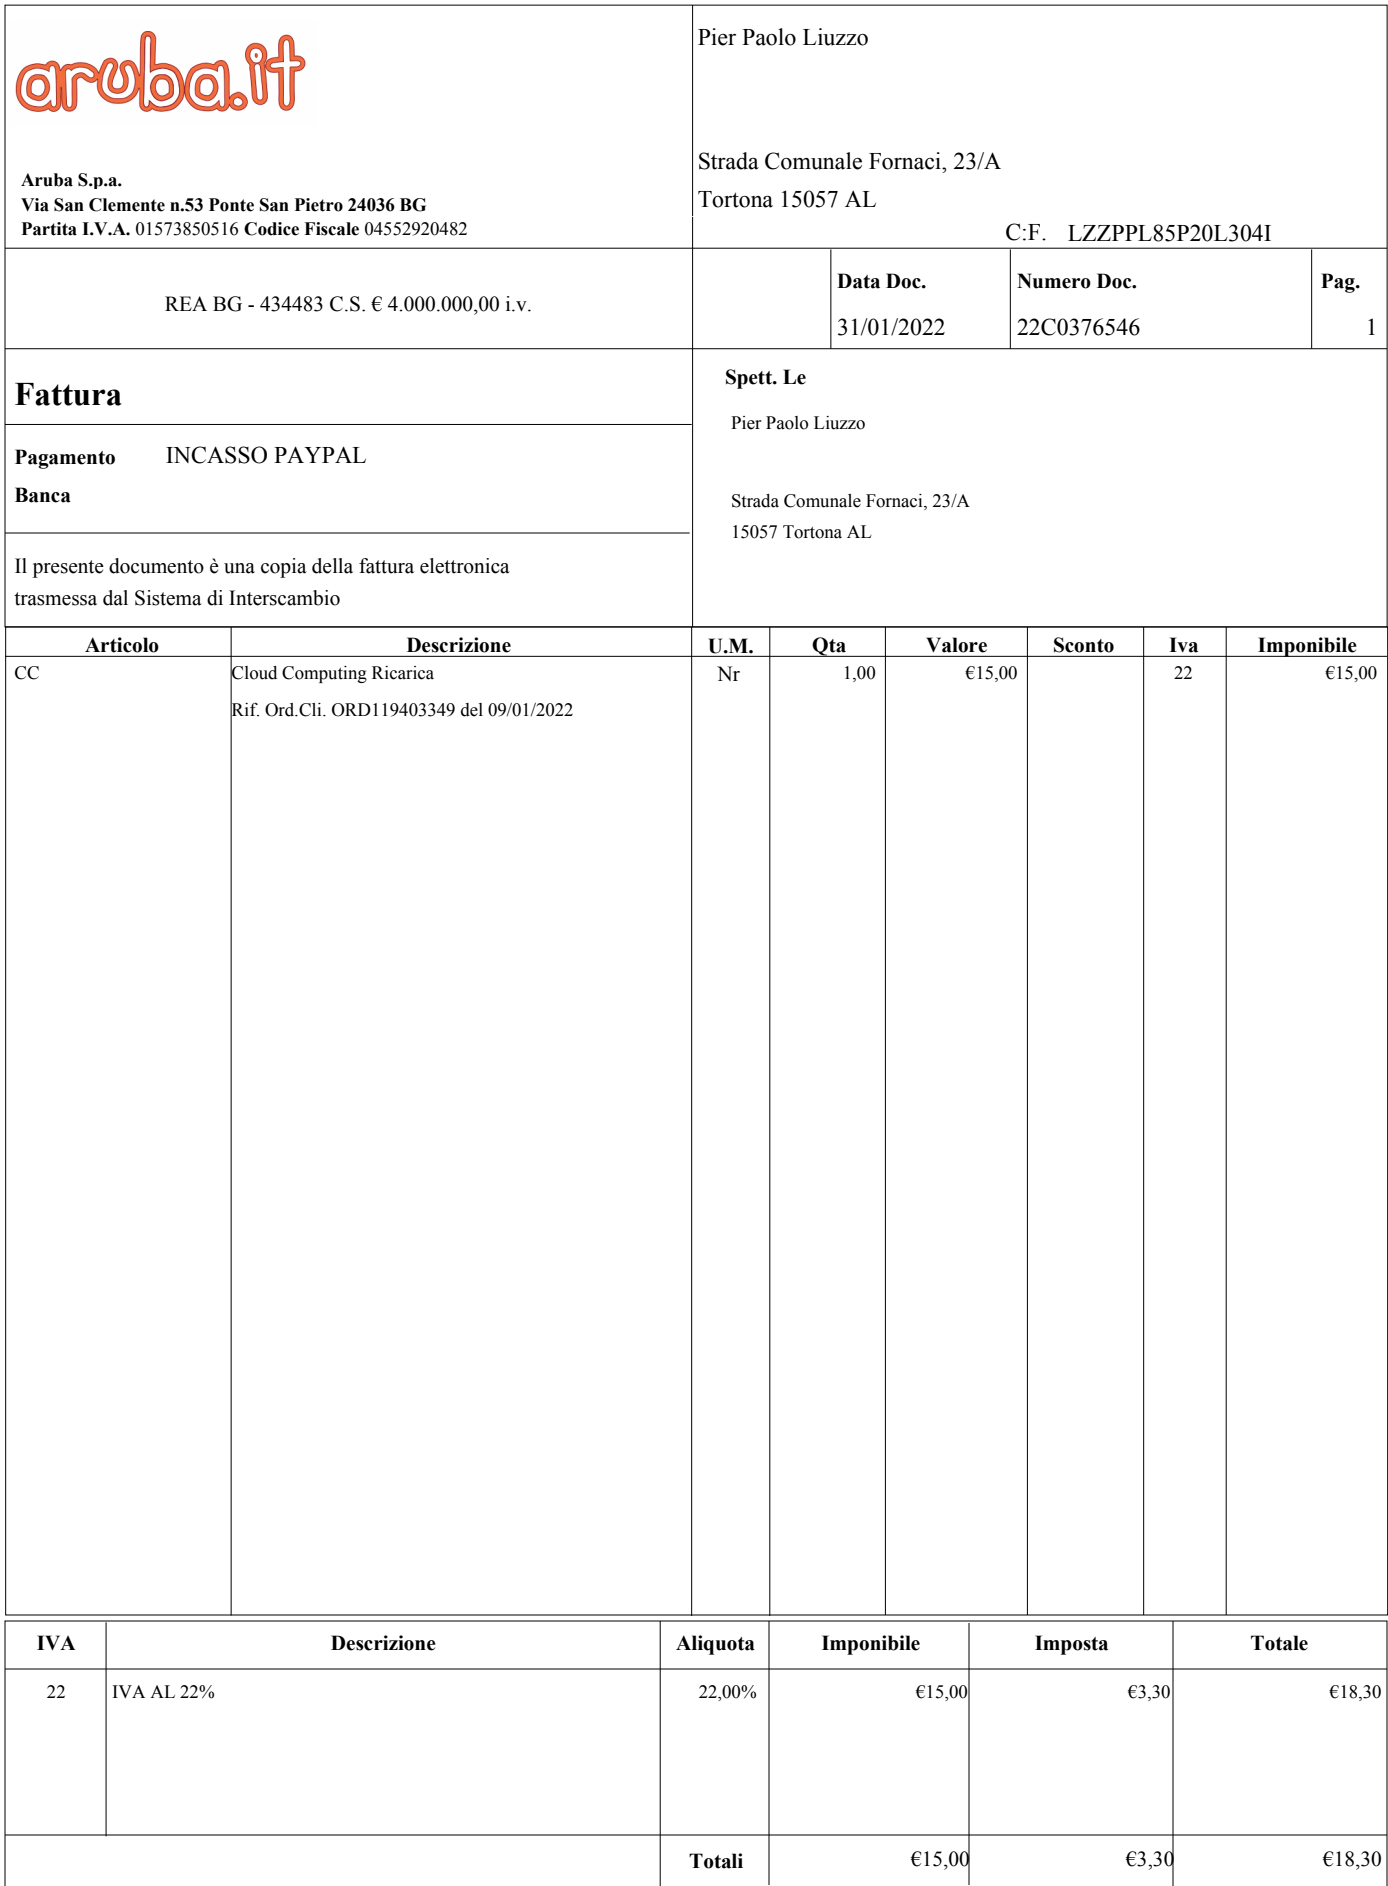 aruba.it
Aruba S.p.a.
Via San Clemente n.53 Ponte San Pietro 24036 BG
Partita I.V.A. 01573850516 Codice Fiscale 04552920482
Pier Paolo Liuzzo
Strada Comunale Fornaci, 23/A
Tortona 15057 AL
C:F. LZZPPL85P20L304I
REA BG - 434483 C.S. € 4.000.000,00 i.v.
Data Doc. Numero Doc. Pag.
31/01/2022 22C0376546 1
Fattura
Pagamento INCASSO PAYPAL
Banca
Il presente documento è una copia della fattura elettronica
trasmessa dal Sistema di Interscambio
Spett. Le
Pier Paolo Liuzzo
Strada Comunale Fornaci, 23/A
15057 Tortona AL
Articolo Descrizione U.M. Qta Valore Sconto Iva Imponibile
CC Cloud Computing Ricarica Nr 1,00 €15,00 22 €15,00
Rif. Ord.Cli. ORD119403349 del 09/01/2022
IVA Descrizione Aliquota Imponibile Imposta Totale
22 IVA AL 22% 22,00% €15,00 €3,30 €18,30
Totali €15,00 €3,30 €18,30